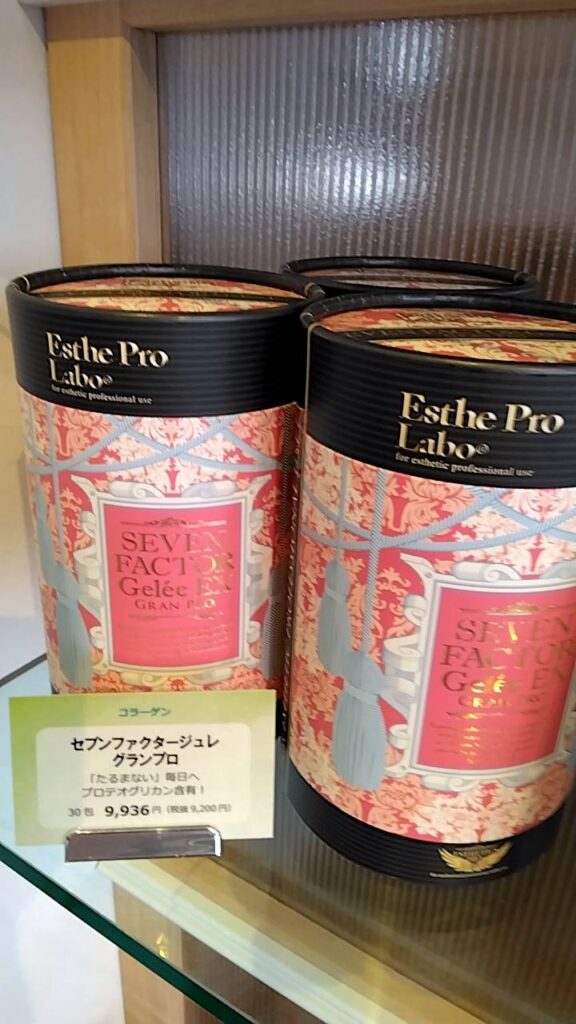 Esthe Pro
Labo
for esthetic professional use
SEVEN
FACTOR
Gelée EX
GRAN PRO
Esthe Pro
Labo
for esthetic professional use
SEVEN
FACTOR
Gelée EX
GRAN PRO
コラーゲン
セブンファクタージュレ
グランプロ
「たるまない」毎日へ
プロテオグリカン含有！
30包 9,936円 (税抜9,200円)